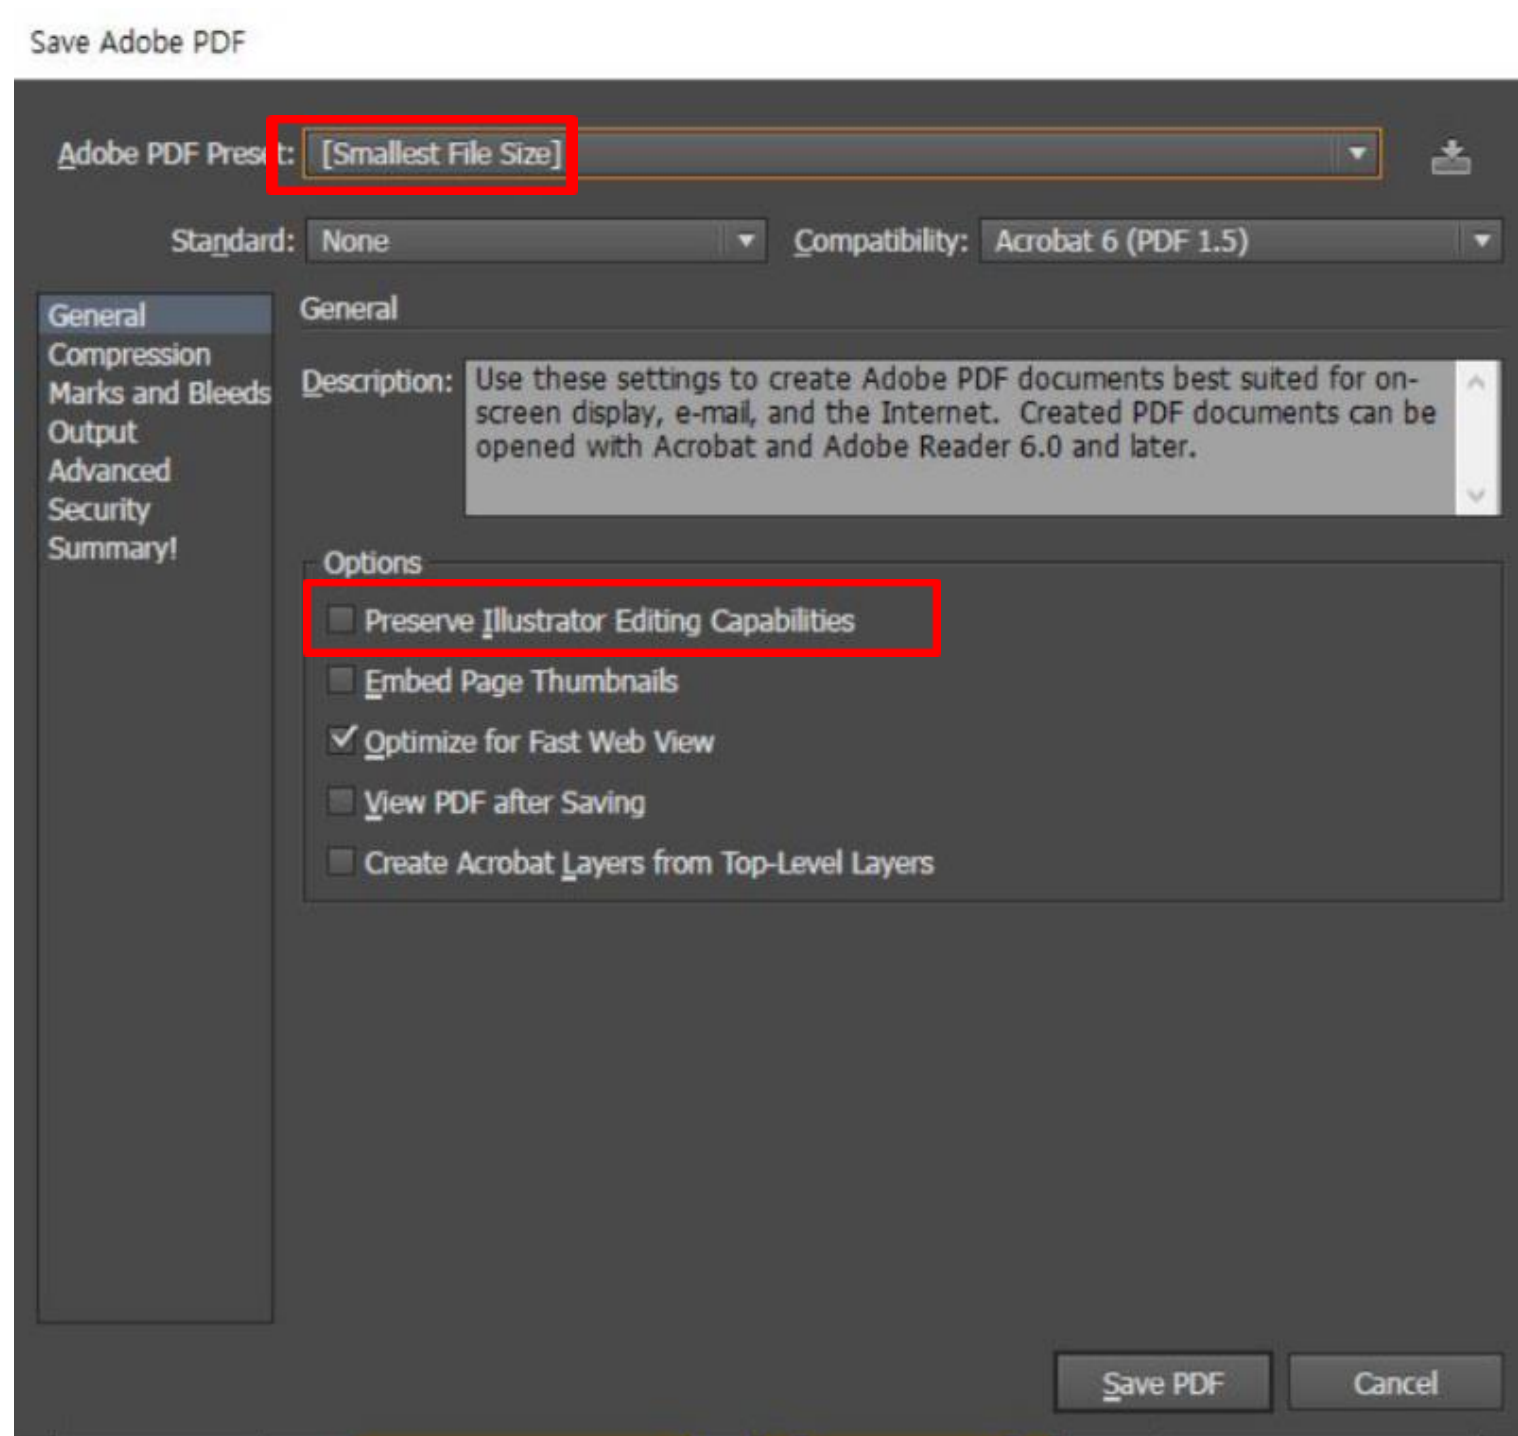 Save Adobe PDF
Adobe PDF Preset: [Smallest File Size]
Standard: None Compatibility: Acrobat 6 (PDF 1.5)
General
Compression
Marks and Bleeds
Output
Advanced
Security
Summary!
General
Description: Use these settings to create Adobe PDF documents best suited for on-
screen display, e-mail, and the Internet. Created PDF documents can be
opened with Acrobat and Adobe Reader 6.0 and later.
Options
Preserve Illustrator Editing Capabilities
Embed Page Thumbnails
Optimize for Fast Web View
View PDF after Saving
Create Acrobat Layers from Top-Level Layers
Save PDF Cancel